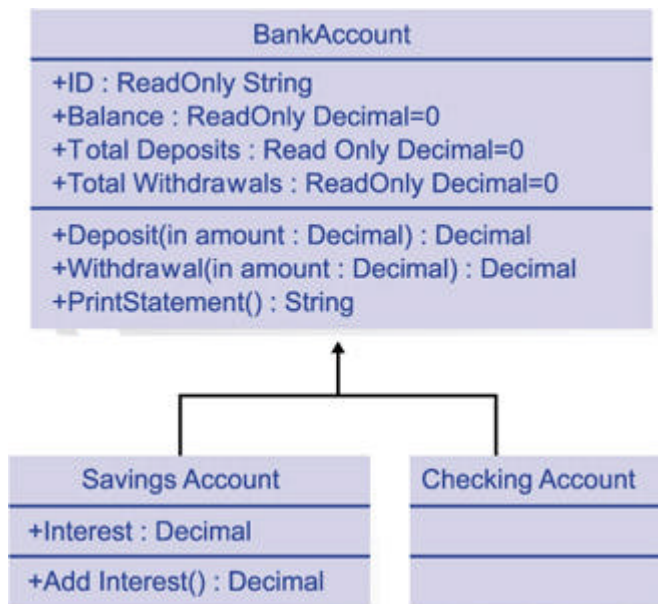 BankAccount
+ID : ReadOnly String
+Balance : ReadOnly Decimal=0
+Total Deposits : Read Only Decimal=0
+Total Withdrawals : ReadOnly Decimal=0
+Deposit(in amount : Decimal) : Decimal
+Withdrawal(in amount : Decimal) : Decimal
+PrintStatement() : String
Savings Account
+Interest : Decimal
+Add Interest() : Decimal
Checking Account